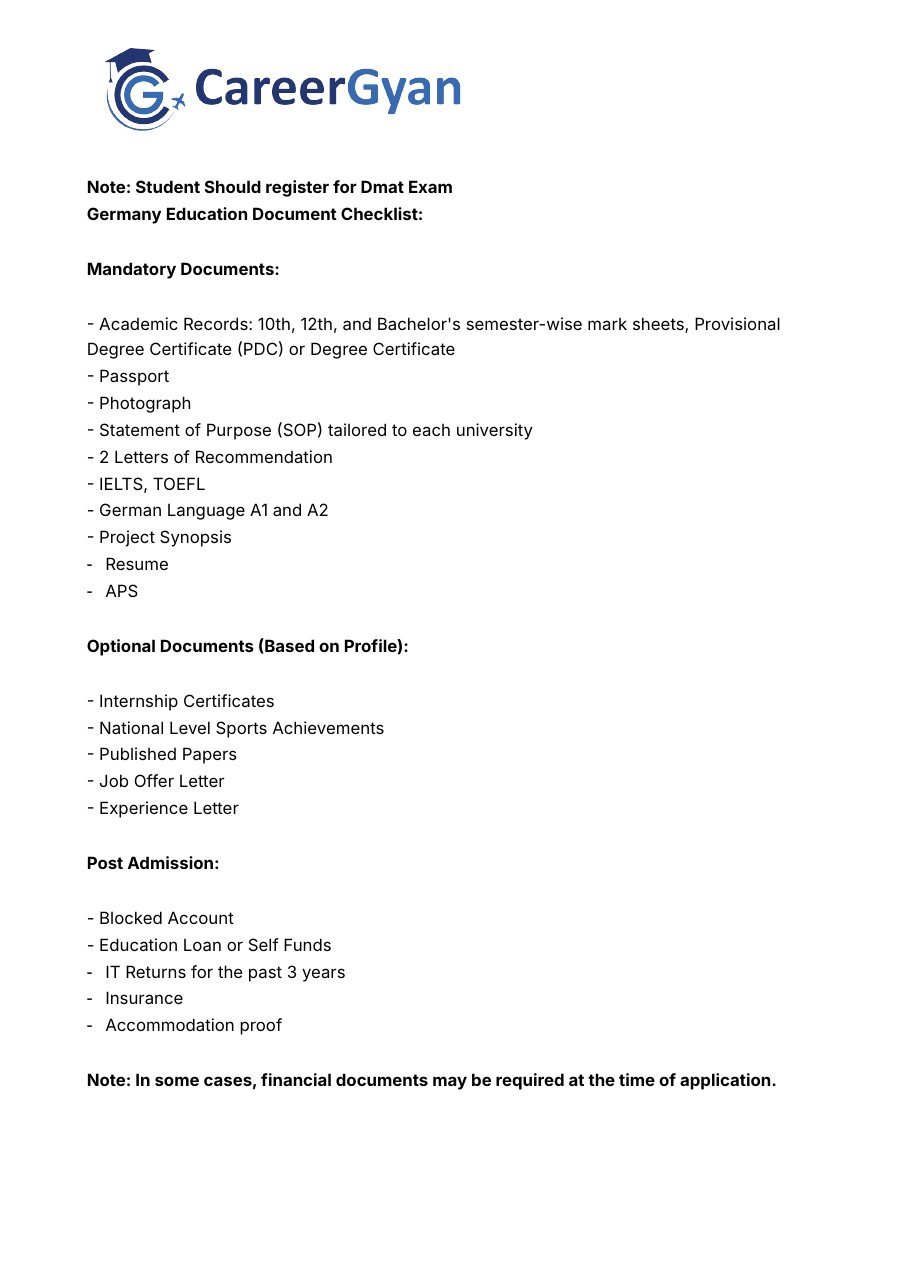 CareerGyan
Note: Student Should register for Dmat Exam
Germany Education Document Checklist:
Mandatory Documents:
- Academic Records: 10th, 12th, and Bachelor's semester-wise mark sheets, Provisional
Degree Certificate (PDC) or Degree Certificate
- Passport
- Photograph
- Statement of Purpose (SOP) tailored to each university
- 2 Letters of Recommendation
- IELTS, TOEFL
- German Language A1 and A2
- Project Synopsis
- Resume
- APS
Optional Documents (Based on Profile):
- Internship Certificates
- National Level Sports Achievements
- Published Papers
- Job Offer Letter
- Experience Letter
Post Admission:
- Blocked Account
- Education Loan or Self Funds
- IT Returns for the past 3 years
- Insurance
- Accommodation proof
Note: In some cases, financial documents may be required at the time of application.